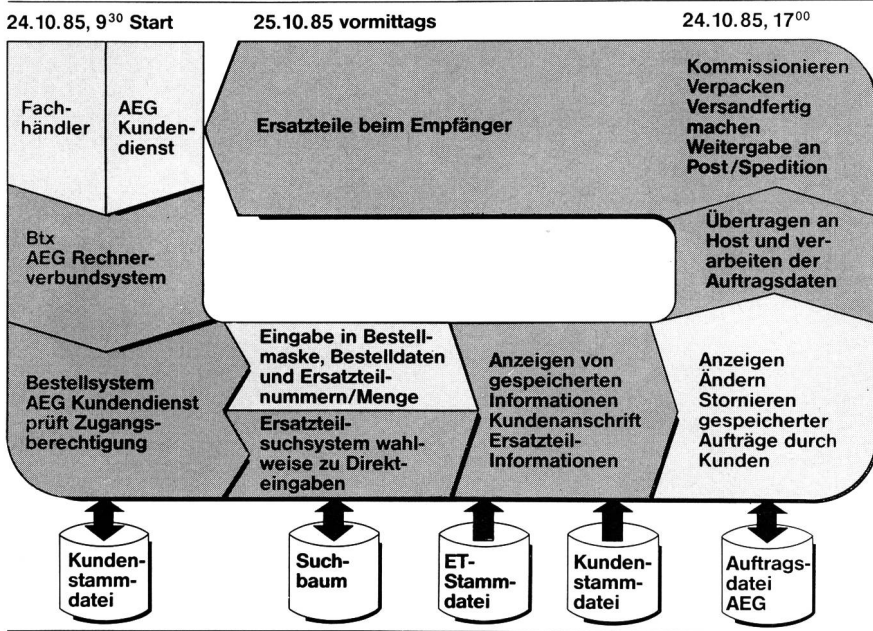 24.10.85, 9³⁰ Start
25.10.85 vormittags
24.10.85, 17⁰⁰
Fach-
händler
AEG
Kunden-
dienst
Ersatzteile beim Empfänger
Kommissionieren
Verpacken
Versandfertig
machen
Weitergabe an
Post/Spedition
Btx
AEG Rechner-
verbundsystem
Übertragen an
Host und ver-
arbeiten der
Auftragsdaten
Bestellsystem
AEG Kundendienst
prüft Zugangs-
berechtigung
Eingabe in Bestell-
maske, Bestelldaten
und Ersatzteil-
nummern/Menge
Ersatzteil-
suchsystem wahl-
weise zu Direkt-
eingaben
Anzeigen von
gespeicherten
Informationen
Kundenanschrift
Ersatzteil-
Informationen
Anzeigen
Ändern
Stornieren
gespeicherter
Aufträge durch
Kunden
Kunden-
stamm-
datei
Such-
baum
ET-
Stamm-
datei
Kunden-
stamm-
datei
Auftrags-
datei
AEG